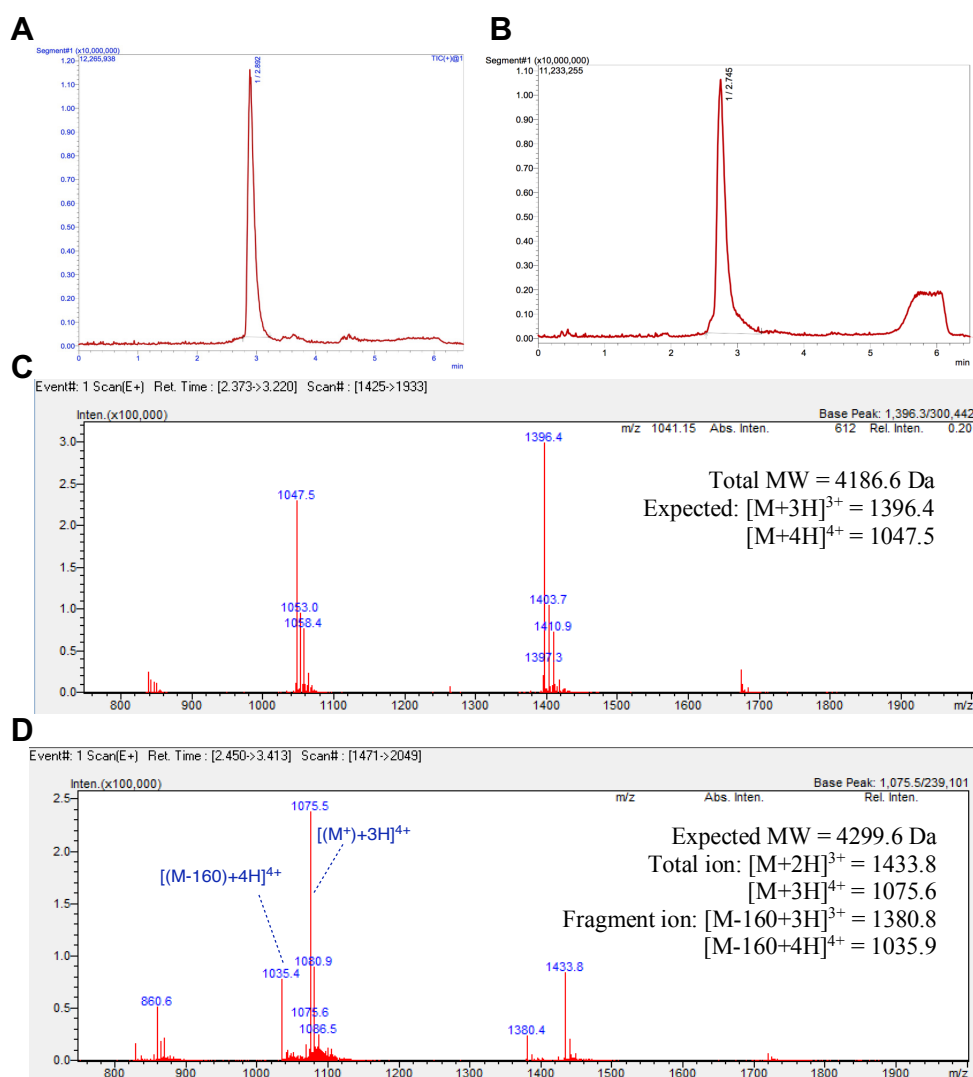 A
Segment#1 (x10,000,000)
12,265,938 TIC(+)@1
1 / 2.892
1.20
1.10
1.00
0.90
0.80
0.70
0.60
0.50
0.40
0.30
0.20
0.10
0.00
0 1 2 3 4 5 6
min
B
Segment#1 (x10,000,000)
11,233,255
1 / 2.745
1.10
1.00
0.90
0.80
0.70
0.60
0.50
0.40
0.30
0.20
0.10
0.00
0 1 2 3 4 5 6
min
C
Event#: 1 Scan(E+) Ret. Time : [2.373->3.220] Scan# : [1425->1933]
Inten.(x100,000) Base Peak: 1,396.3/300,442
m/z 1041.15 Abs. Inten. 612 Rel. Inten. 0.20
3.0
2.5
2.0
1.5
1.0
0.5
0.0
1396.4
1047.5
1053.0
1058.4
1403.7
1410.9
1397.3
Total MW = 4186.6 Da
Expected: [M+3H]3+ = 1396.4
[M+4H]4+ = 1047.5
800 900 1000 1100 1200 1300 1400 1500 1600 1700 1800 1900 m/z
D
Event#: 1 Scan(E+) Ret. Time : [2.450->3.413] Scan# : [1471->2049]
Inten.(x100,000) Base Peak: 1,075.5/239,101
m/z Abs. Inten. Rel. Inten.
2.5
2.0
1.5
1.0
0.5
0.0
1075.5
[(M+)+3H]4+
[(M-160)+4H]4+
1035.4
1080.9
1075.6
1086.5
860.6
1433.8
1380.4
Expected MW = 4299.6 Da
Total ion: [M+2H]3+ = 1433.8
[M+3H]4+ = 1075.6
Fragment ion: [M-160+3H]3+ = 1380.8
[M-160+4H]4+ = 1035.9
800 900 1000 1100 1200 1300 1400 1500 1600 1700 1800 1900 m/z